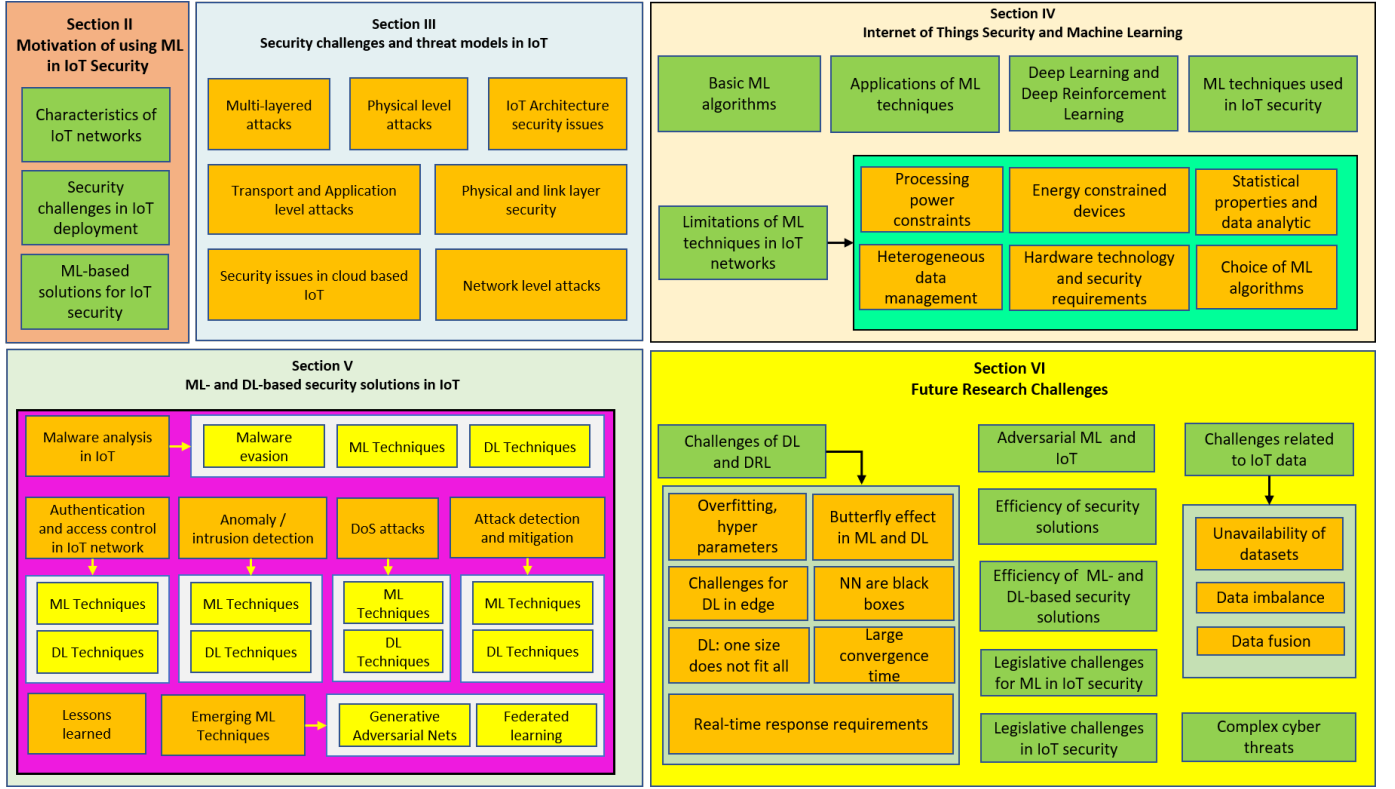 Section II
Motivation of using ML
in IoT Security
Characteristics of
IoT networks
Security
challenges in IoT
deployment
ML-based
solutions for IoT
security
Section III
Security challenges and threat models in IoT
Multi-layered
attacks
Physical level
attacks
IoT Architecture
security issues
Transport and Application
level attacks
Physical and link layer
security
Security issues in cloud based
IoT
Network level attacks
Section IV
Internet of Things Security and Machine Learning
Basic ML
algorithms
Applications of ML
techniques
Deep Learning and
Deep Reinforcement
Learning
ML techniques used
in IoT security
Limitations of ML
techniques in IoT
networks
Processing
power
constraints
Energy constrained
devices
Statistical
properties and
data analytic
Heterogeneous
data
management
Hardware technology
and security
requirements
Choice of ML
algorithms
Section V
ML- and DL-based security solutions in IoT
Malware analysis
in IoT
Malware
evasion
ML Techniques
DL Techniques
Authentication
and access control
in IoT network
Anomaly /
intrusion detection
DoS attacks
Attack detection
and mitigation
ML Techniques
DL Techniques
ML Techniques
DL Techniques
ML
Techniques
DL
Techniques
ML Techniques
DL Techniques
Lessons
learned
Emerging ML
Techniques
Generative
Adversarial Nets
Federated
learning
Section VI
Future Research Challenges
Challenges of DL
and DRL
Overfitting,
hyper
parameters
Butterfly effect
in ML and DL
Challenges for
DL in edge
NN are black
boxes
DL: one size
does not fit all
Large
convergence
time
Real-time response requirements
Adversarial ML and
IoT
Efficiency of security
solutions
Efficiency of ML- and
DL-based security
solutions
Legislative challenges
for ML in IoT security
Legislative challenges
in IoT security
Challenges related
to IoT data
Unavailability of
datasets
Data imbalance
Data fusion
Complex cyber
threats